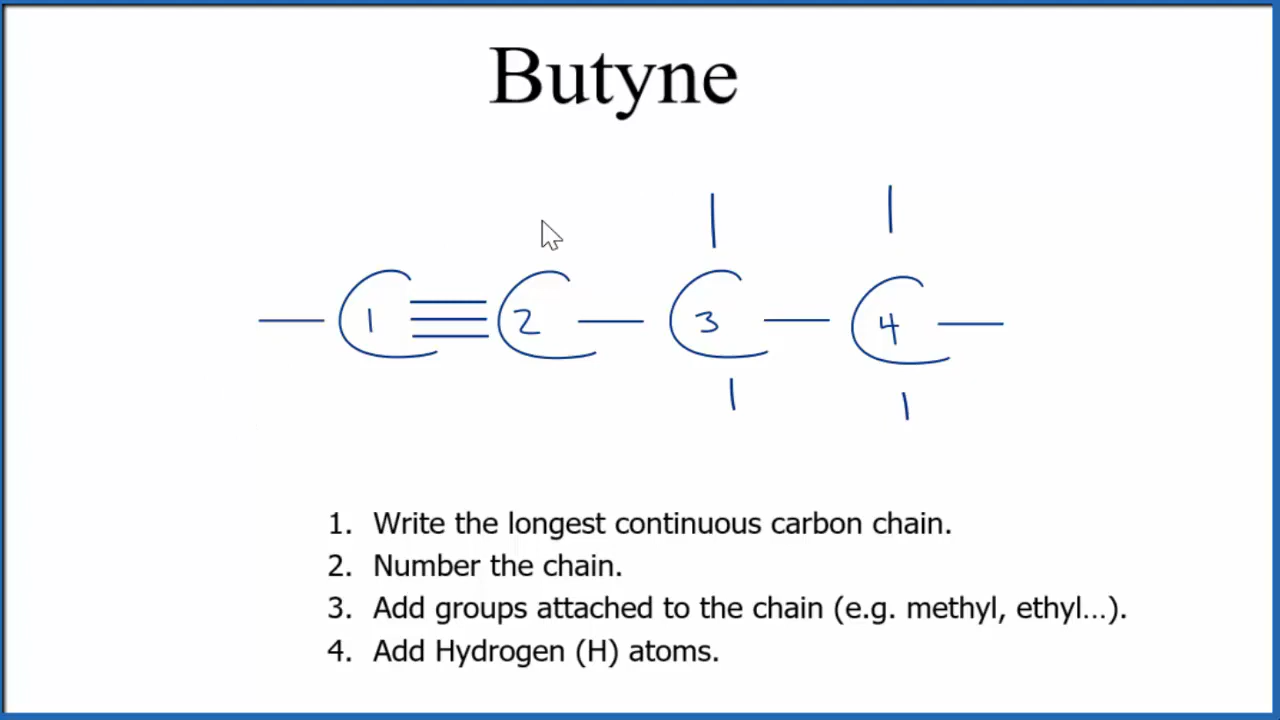 Butyne
C 1 ≡ C 2 — C 3 — C 4 —
1. Write the longest continuous carbon chain.
2. Number the chain.
3. Add groups attached to the chain (e.g. methyl, ethyl...).
4. Add Hydrogen (H) atoms.